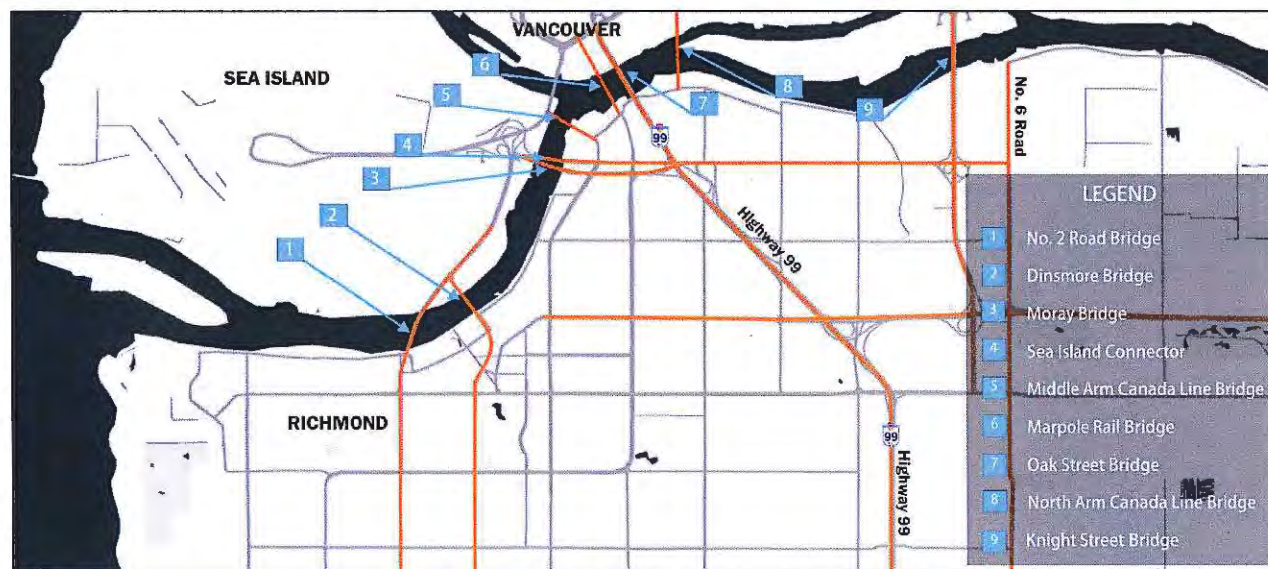 VANCOUVER
SEA ISLAND
6
5
4
3
2
1
8
7
9
99
No. 6 Road
Highway 99
RICHMOND
99
Highway 99
LEGEND
1 No. 2 Road Bridge
2 Dinsmore Bridge
3 Moray Bridge
4 Sea Island Connector
5 Middle Arm Canada Line Bridge
6 Marpole Rail Bridge
7 Oak Street Bridge
8 North Arm Canada Line Bridge
9 Knight Street Bridge